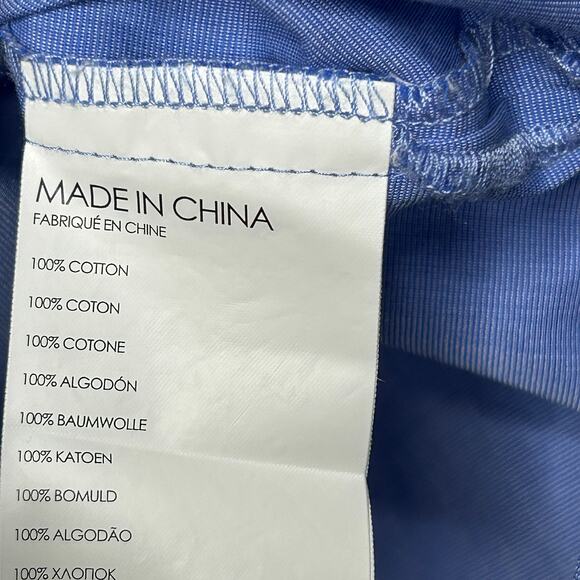 MADE IN CHINA
FABRIQUÉ EN CHINE
100% COTTON
100% COTON
100% COTONE
100% ALGODÓN
100% BAUMWOLLE
100% KATOEN
100% BOMULD
100% ALGODÃO
100% ХЛОПОК